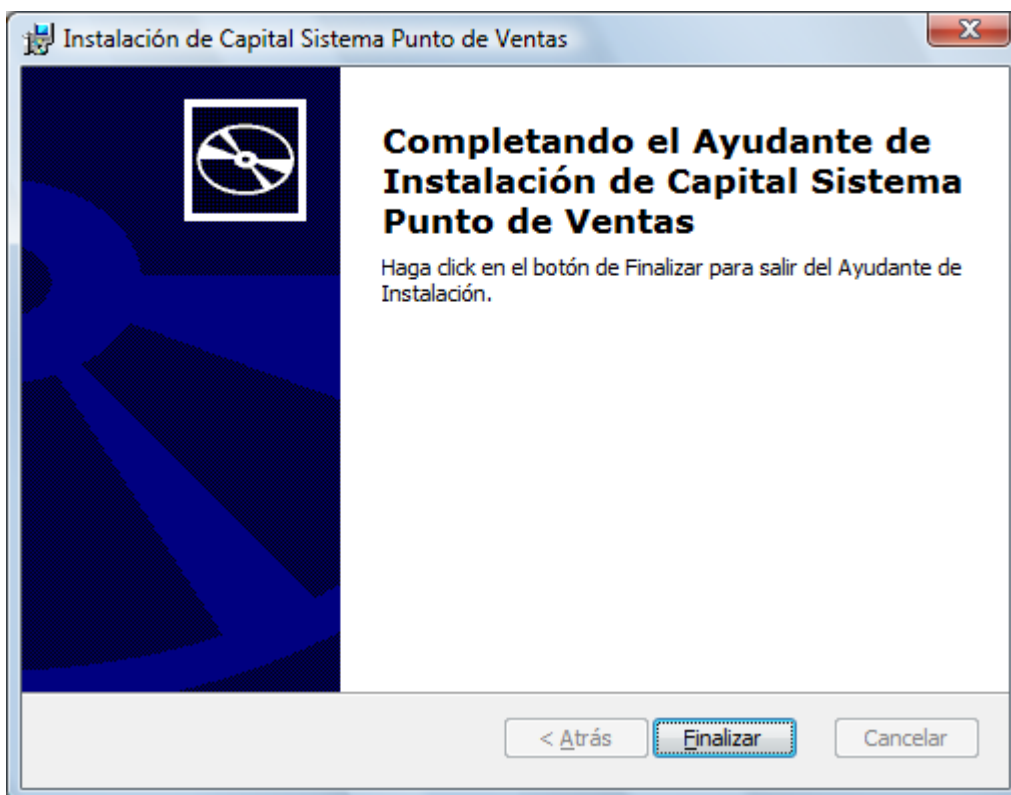 Instalación de Capital Sistema Punto de Ventas
Completando el Ayudante de
Instalación de Capital Sistema
Punto de Ventas
Haga click en el botón de Finalizar para salir del Ayudante de
Instalación.
< Atrás Finalizar Cancelar